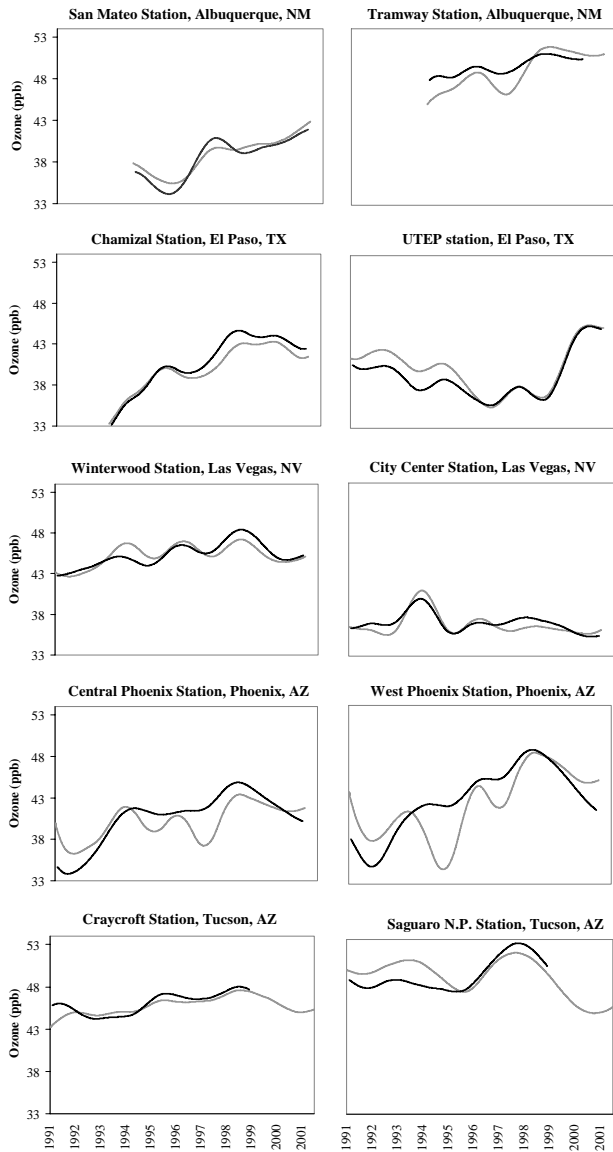 San Mateo Station, Albuquerque, NM
Tramway Station, Albuquerque, NM
Ozone (ppb)
53
48
43
38
33
Chamizal Station, El Paso, TX
UTEP station, El Paso, TX
Ozone (ppb)
53
48
43
38
33
Winterwood Station, Las Vegas, NV
City Center Station, Las Vegas, NV
Ozone (ppb)
53
48
43
38
33
Central Phoenix Station, Phoenix, AZ
West Phoenix Station, Phoenix, AZ
Ozone (ppb)
53
48
43
38
33
Craycroft Station, Tucson, AZ
Saguaro N.P. Station, Tucson, AZ
Ozone (ppb)
53
48
43
38
33
1991 1992 1993 1994 1995 1996 1997 1998 1999 2000 2001
1991 1992 1993 1994 1995 1996 1997 1998 1999 2000 2001